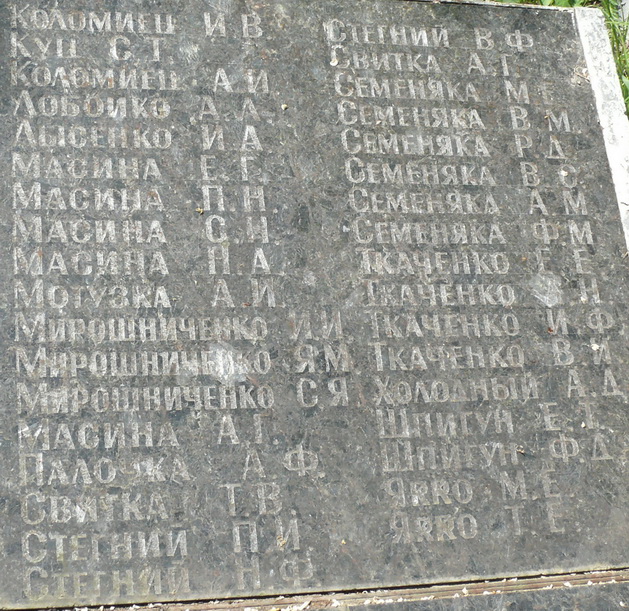 Коломиец И В
Куц С.Т.
Коломиец А.И.
Лобойко А.А.
Лысенко И А
Масина Е.Г.
Масина П.Н
Масина С.Н.
Масина Н.А.
Мотузка А.И.
Мирошниченко И.И
Мирошниченко Я.М.
Мирошниченко С.Я
Масина А.Г.
Палочка А.Ф.
Свитка Т.В.
Стегний П.И
Стегний Н.Ф.
Стегний В.Ф
Свитка А.Г.
Семеняка М.Е.
Семеняка В.М.
Семеняка Р.Д
Семеняка В.С.
Семеняка А.М
Семеняка Ф.М
Ткаченко Е.
Ткаченко Н
Ткаченко И.Ф.
Ткаченко В.И
Холодный А.Д
Шпигун Е.Т.
Шпигун Ф.Д
Ярко М.Е.
Ярко Т.Е